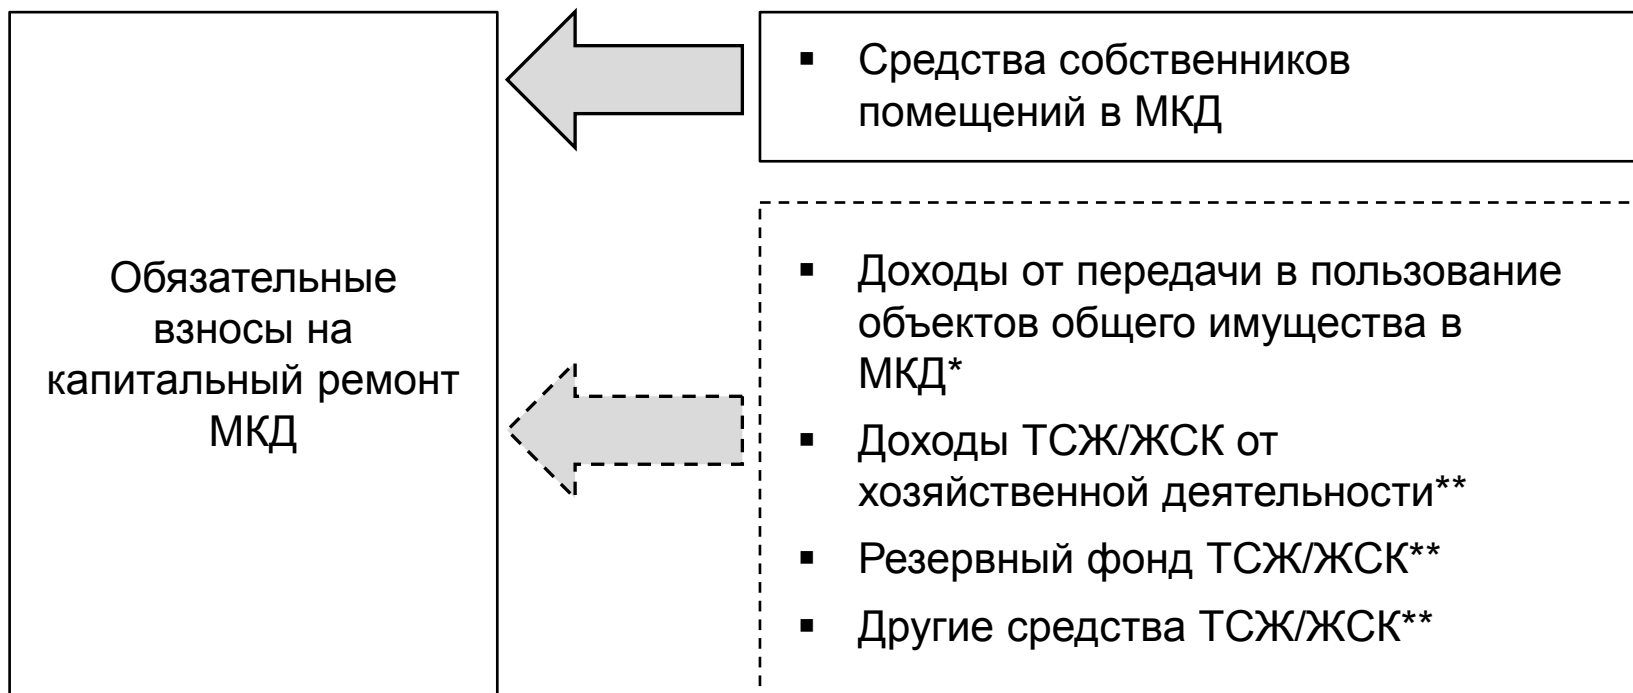 Обязательные
взносы на
капитальный ремонт
МКД
▪ Средства собственников
помещений в МКД
▪ Доходы от передачи в пользование
объектов общего имущества в
МКД*
▪ Доходы ТСЖ/ЖСК от
хозяйственной деятельности**
▪ Резервный фонд ТСЖ/ЖСК**
▪ Другие средства ТСЖ/ЖСК**